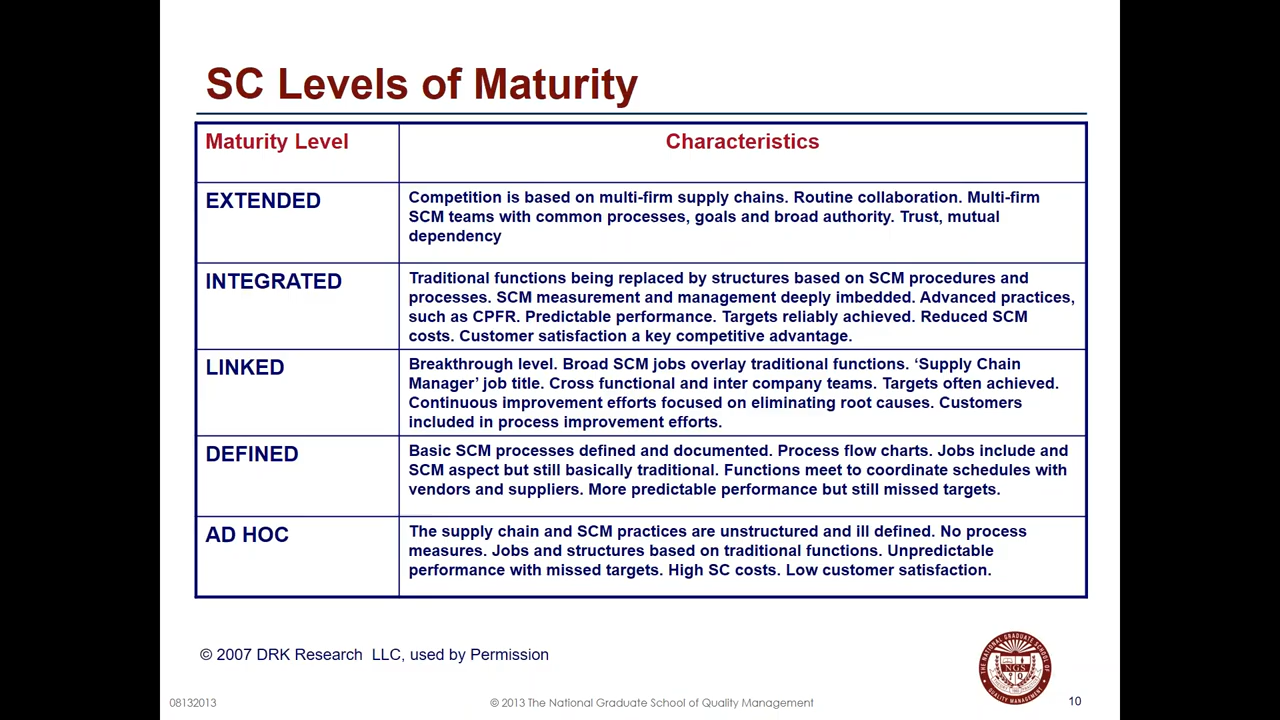 SC Levels of Maturity
Maturity Level
Characteristics
EXTENDED
Competition is based on multi-firm supply chains. Routine collaboration. Multi-firm
SCM teams with common processes, goals and broad authority. Trust, mutual
dependency
INTEGRATED
Traditional functions being replaced by structures based on SCM procedures and
processes. SCM measurement and management deeply imbedded. Advanced practices,
such as CPFR. Predictable performance. Targets reliably achieved. Reduced SCM
costs. Customer satisfaction a key competitive advantage.
LINKED
Breakthrough level. Broad SCM jobs overlay traditional functions. ‘Supply Chain
Manager’ job title. Cross functional and inter company teams. Targets often achieved.
Continuous improvement efforts focused on eliminating root causes. Customers
included in process improvement efforts.
DEFINED
Basic SCM processes defined and documented. Process flow charts. Jobs include and
SCM aspect but still basically traditional. Functions meet to coordinate schedules with
vendors and suppliers. More predictable performance but still missed targets.
AD HOC
The supply chain and SCM practices are unstructured and ill defined. No process
measures. Jobs and structures based on traditional functions. Unpredictable
performance with missed targets. High SC costs. Low customer satisfaction.
© 2007 DRK Research  LLC, used by Permission
THE NATIONAL GRADUATE SCHOOL OF
QUALITY MANAGEMENT
NGS
08132013
© 2013 The National Graduate School of Quality Management
10